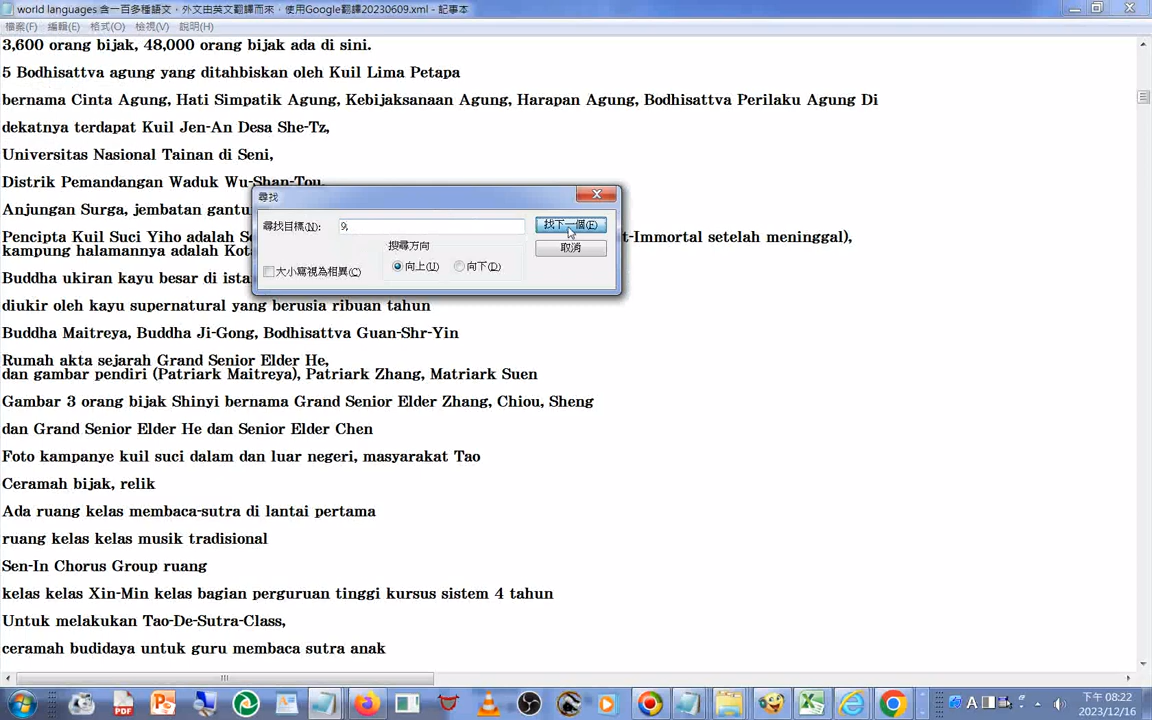 world languages 含一百多種語文，外文由英文翻譯而來，使用Google翻譯20230609.xml - 記事本
檔案(F) 編輯(E) 格式(O) 檢視(V) 說明(H)
3,600 orang bijak, 48,000 orang bijak ada di sini.
5 Bodhisattva agung yang ditahbiskan oleh Kuil Lima Petapa
bernama Cinta Agung, Hati Simpatik Agung, Kebijaksanaan Agung, Harapan Agung, Bodhisattva Perilaku Agung Di
dekatnya terdapat Kuil Jen-An Desa She-Tz,
Universitas Nasional Tainan di Seni,
Distrik Pemandangan Waduk Wu-Shan-Tou,
Anjungan Surga, jembatan
Pencipta Kuil Suci Yiho adalah
t-Immortal setelah meninggal),
kampung halamannya adalah
Buddha ukiran kayu besar di
diukir oleh kayu supernatural yang berusia ribuan tahun
Buddha Maitreya, Buddha Ji-Gong, Bodhisattva Guan-Shr-Yin
Rumah akta sejarah Grand Senior Elder He,
dan gambar pendiri (Patriark Maitreya), Patriark Zhang, Matriark Suen
Gambar 3 orang bijak Shinyi bernama Grand Senior Elder Zhang, Chiou, Sheng
dan Grand Senior Elder He dan Senior Elder Chen
Foto kampanye kuil suci dalam dan luar negeri, masyarakat Tao
Ceramah bijak, relik
Ada ruang kelas membaca-sutra di lantai pertama
ruang kelas kelas musik tradisional
Sen-In Chorus Group ruang
kelas kelas Xin-Min kelas bagian perguruan tinggi kursus sistem 4 tahun
Untuk melakukan Tao-De-Sutra-Class,
ceramah budidaya untuk guru membaca sutra anak
尋找
尋找目標(N):
9,
找下一個(F)
搜尋方向
取消
大小寫視為相異(C)
向上(U)
向下(D)
下午 08:22
2023/12/16